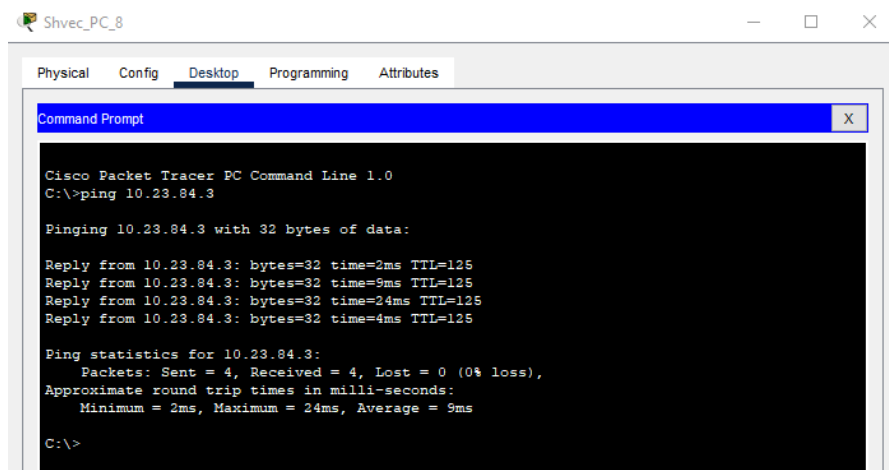 Shvec_PC_8
Physical Config Desktop Programming Attributes
Command Prompt
X
Cisco Packet Tracer PC Command Line 1.0
C:\>ping 10.23.84.3
Pinging 10.23.84.3 with 32 bytes of data:
Reply from 10.23.84.3: bytes=32 time=2ms TTL=125
Reply from 10.23.84.3: bytes=32 time=9ms TTL=125
Reply from 10.23.84.3: bytes=32 time=24ms TTL=125
Reply from 10.23.84.3: bytes=32 time=4ms TTL=125
Ping statistics for 10.23.84.3:
Packets: Sent = 4, Received = 4, Lost = 0 (0% loss),
Approximate round trip times in milli-seconds:
Minimum = 2ms, Maximum = 24ms, Average = 9ms
C:\>